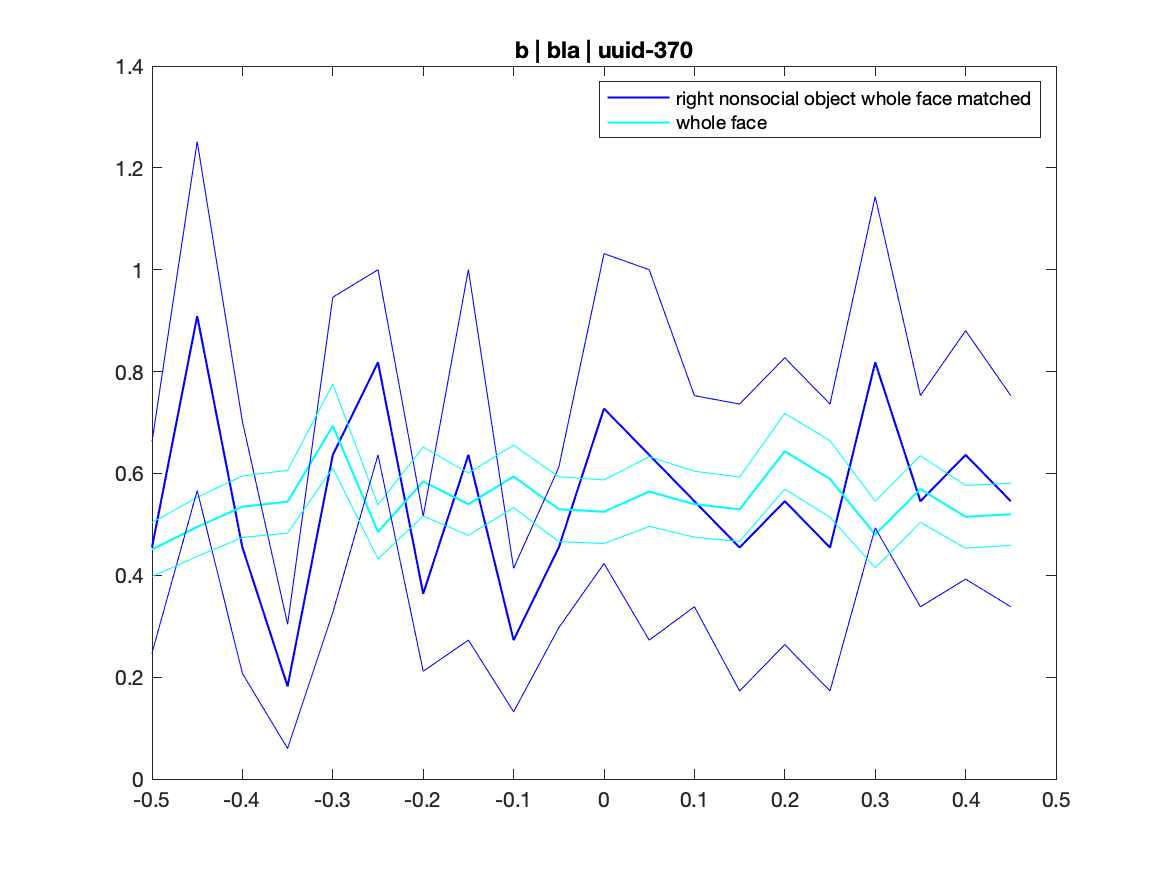 b | bla | uuid-370
right nonsocial object whole face matched
whole face
1.4
1.2
1
0.8
0.6
0.4
0.2
0
-0.5 -0.4 -0.3 -0.2 -0.1 0 0.1 0.2 0.3 0.4 0.5